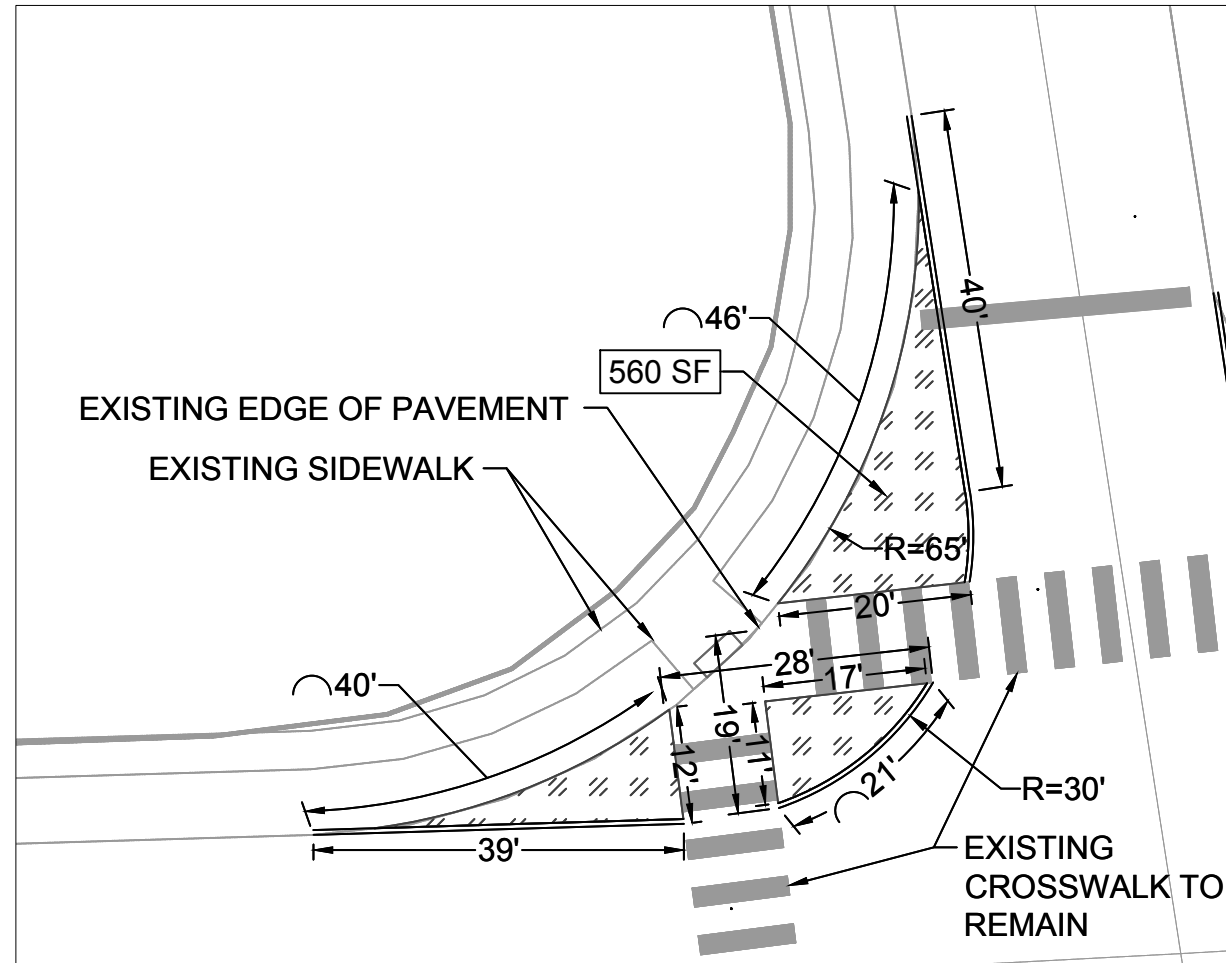 40'
⌒46'
560 SF
EXISTING EDGE OF PAVEMENT
EXISTING SIDEWALK
R=65'
20'
28'
17'
⌒40'
19'
11'
12'
⌒21'
R=30'
39'
EXISTING
CROSSWALK TO
REMAIN